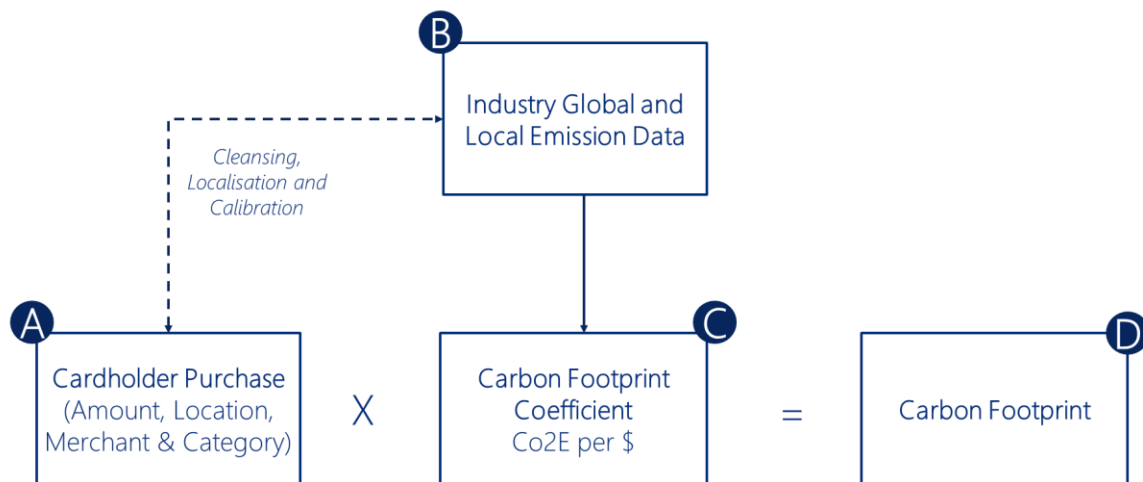 B
Industry Global and
Local Emission Data
Cleansing,
Localisation and
Calibration
A
Cardholder Purchase
(Amount, Location,
Merchant & Category)
X
C
Carbon Footprint
Coefficient
Co2E per $
=
D
Carbon Footprint